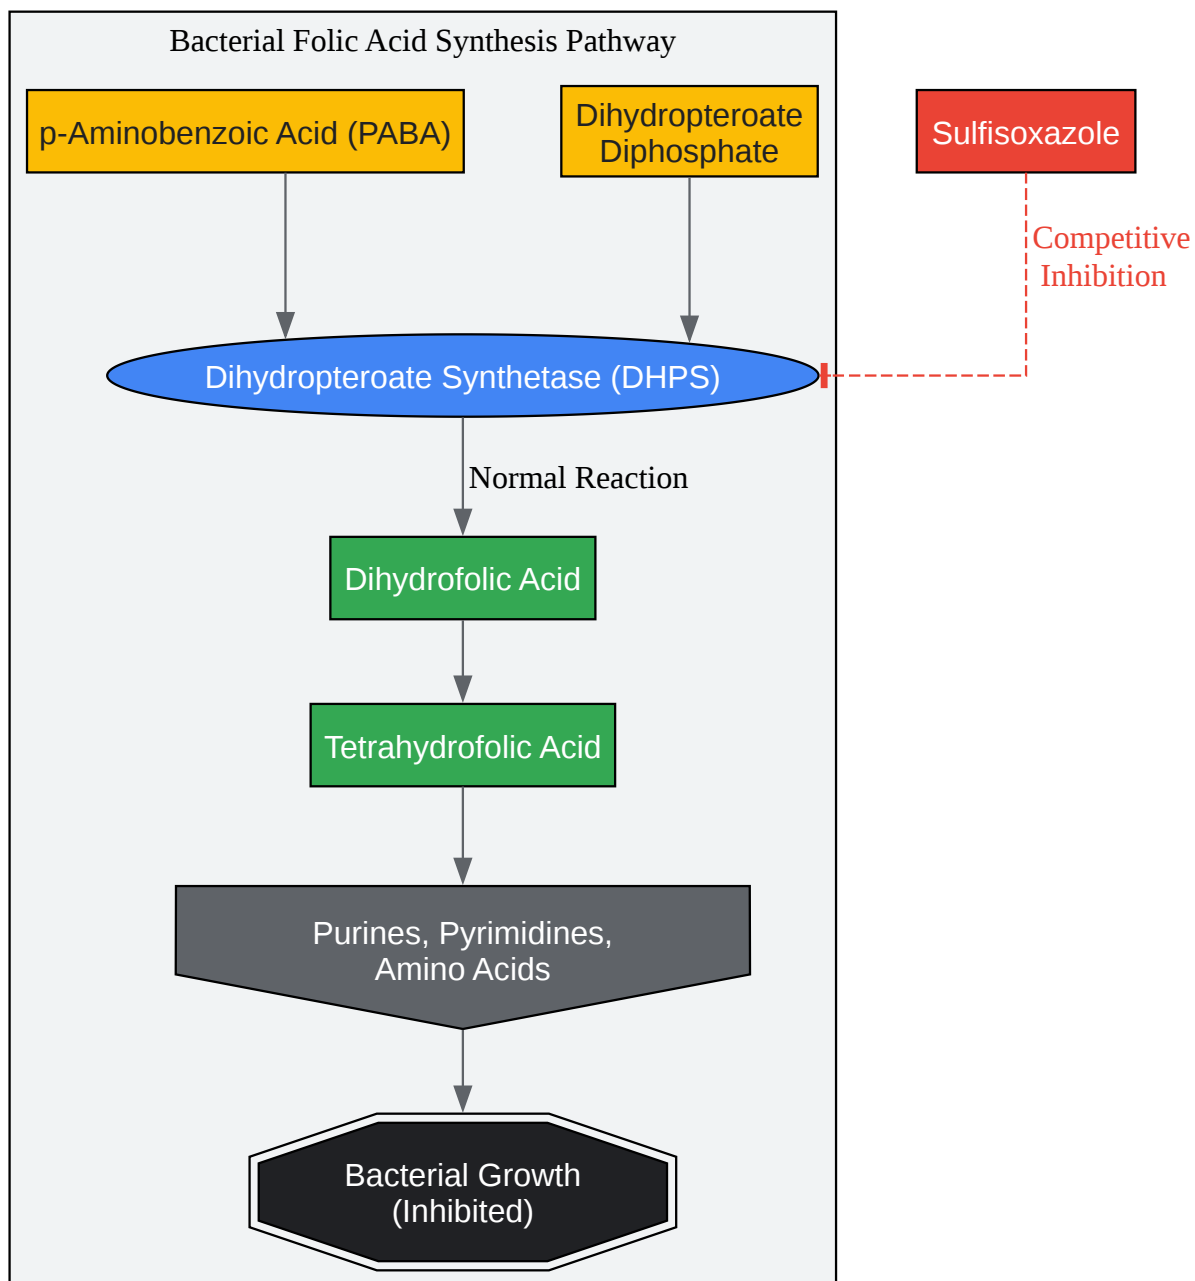 Bacterial Folic Acid Synthesis Pathway
p-Aminobenzoic Acid (PABA)
Dihydropteroate
Diphosphate
Sulfisoxazole
Competitive
Inhibition
Dihydropteroate Synthetase (DHPS)
Normal Reaction
Dihydrofolic Acid
Tetrahydrofolic Acid
Purines, Pyrimidines,
Amino Acids
Bacterial Growth
(Inhibited)